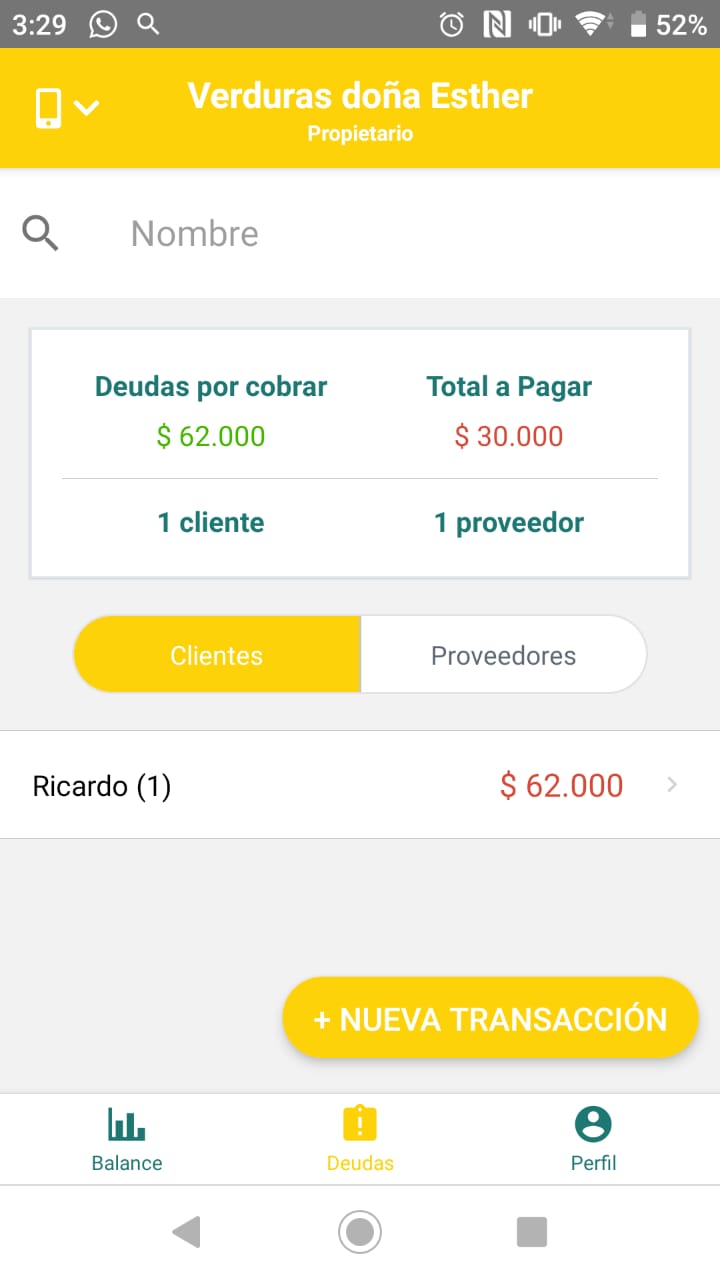 3:29 52%
Verduras doña Esther
Propietario
Nombre
Deudas por cobrar Total a Pagar
$ 62.000 $ 30.000
1 cliente 1 proveedor
Clientes Proveedores
Ricardo (1) $ 62.000
+ NUEVA TRANSACCIÓN
Balance Deudas Perfil